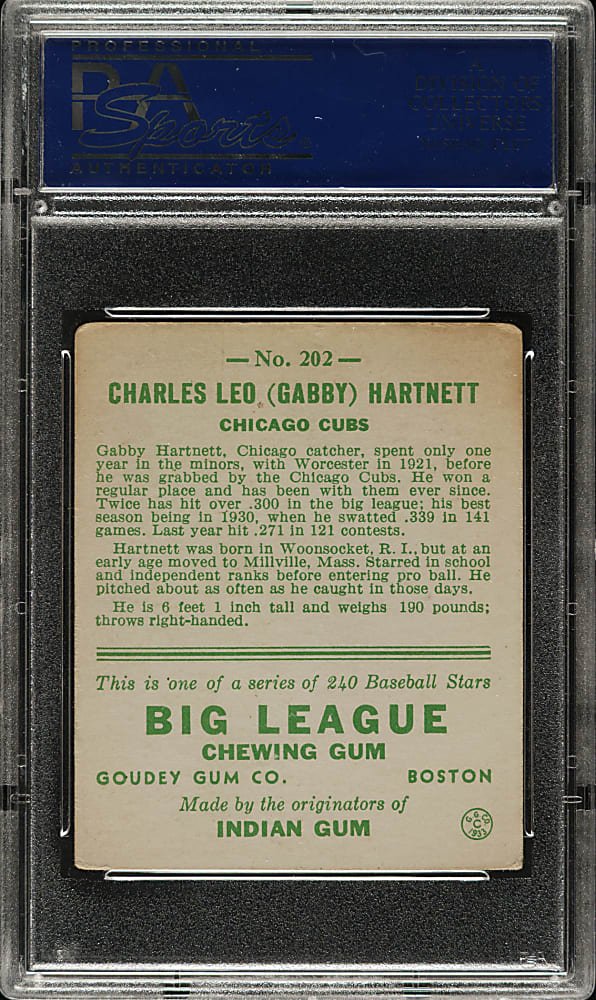 PROFESSIONAL
PSA
Sports
AUTHENTICATOR
A
DIVISION OF
COLLECTORS
UNIVERSE
— No. 202 —
CHARLES LEO (GABBY) HARTNETT
CHICAGO CUBS
Gabby Hartnett, Chicago catcher, spent only one
year in the minors, with Worcester in 1921, before
he was grabbed by the Chicago Cubs. He won a
regular place and has been with them ever since.
Twice has hit over .300 in the big league; his best
season being in 1930, when he swatted .339 in 141
games. Last year hit .271 in 121 contests.
Hartnett was born in Woonsocket, R. I., but at an
early age moved to Millville, Mass. Starred in school
and independent ranks before entering pro ball. He
pitched about as often as he caught in those days.
He is 6 feet 1 inch tall and weighs 190 pounds;
throws right-handed.
This is one of a series of 240 Baseball Stars
BIG LEAGUE
CHEWING GUM
GOUDEY GUM CO. BOSTON
Made by the originators of
INDIAN GUM
G. G. CO.
C
1933
PSA